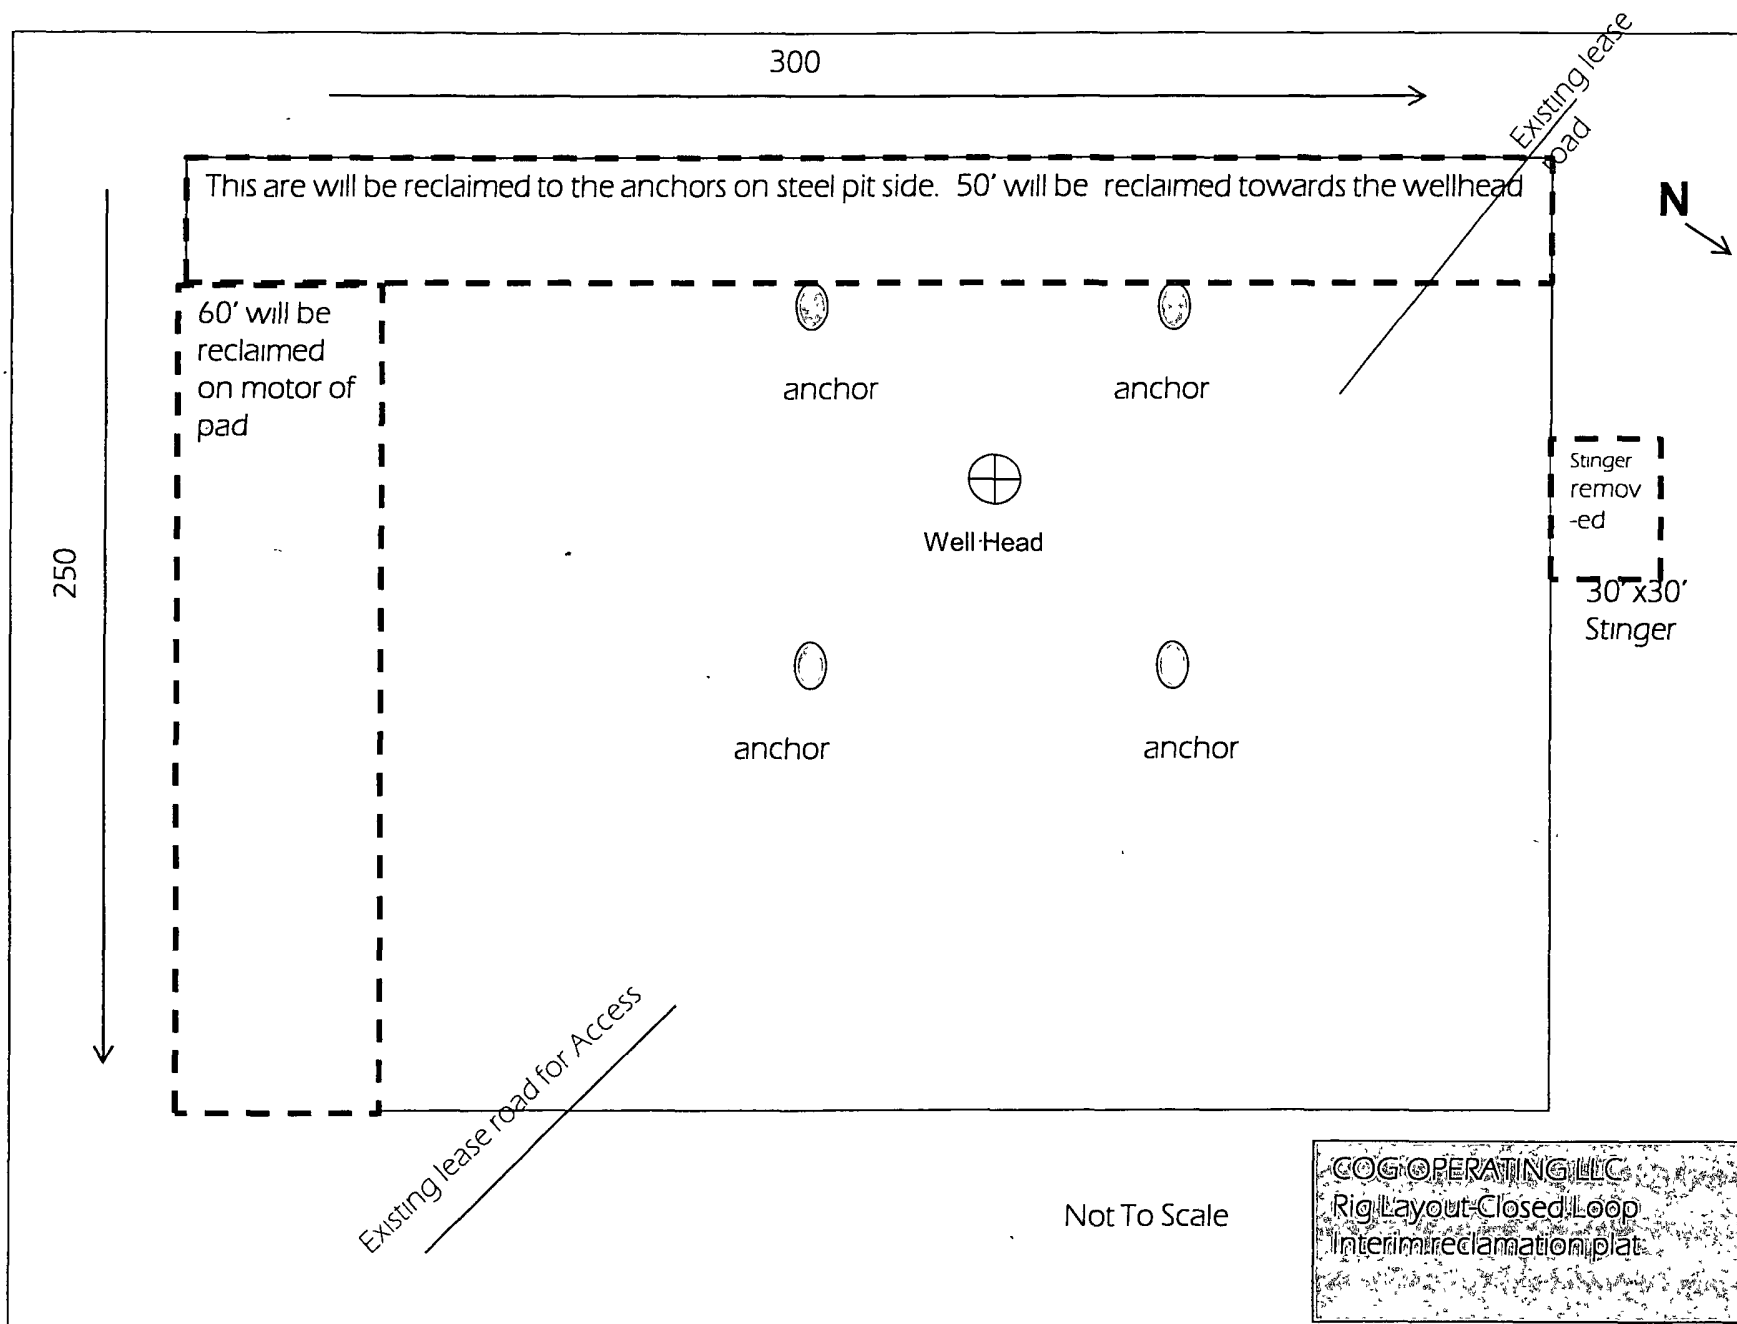 300
Existing lease
road
This are will be reclaimed to the anchors on steel pit side. 50' will be reclaimed towards the wellhead
N
60' will be
reclaimed
on motor of
pad
anchor
anchor
Stinger
remov
-ed
Well Head
250
30' x30'
Stinger
anchor
anchor
Existing lease road for Access
Not To Scale
COG OPERATING LLC
Rig Layout-Closed Loop
Interim reclamation plat